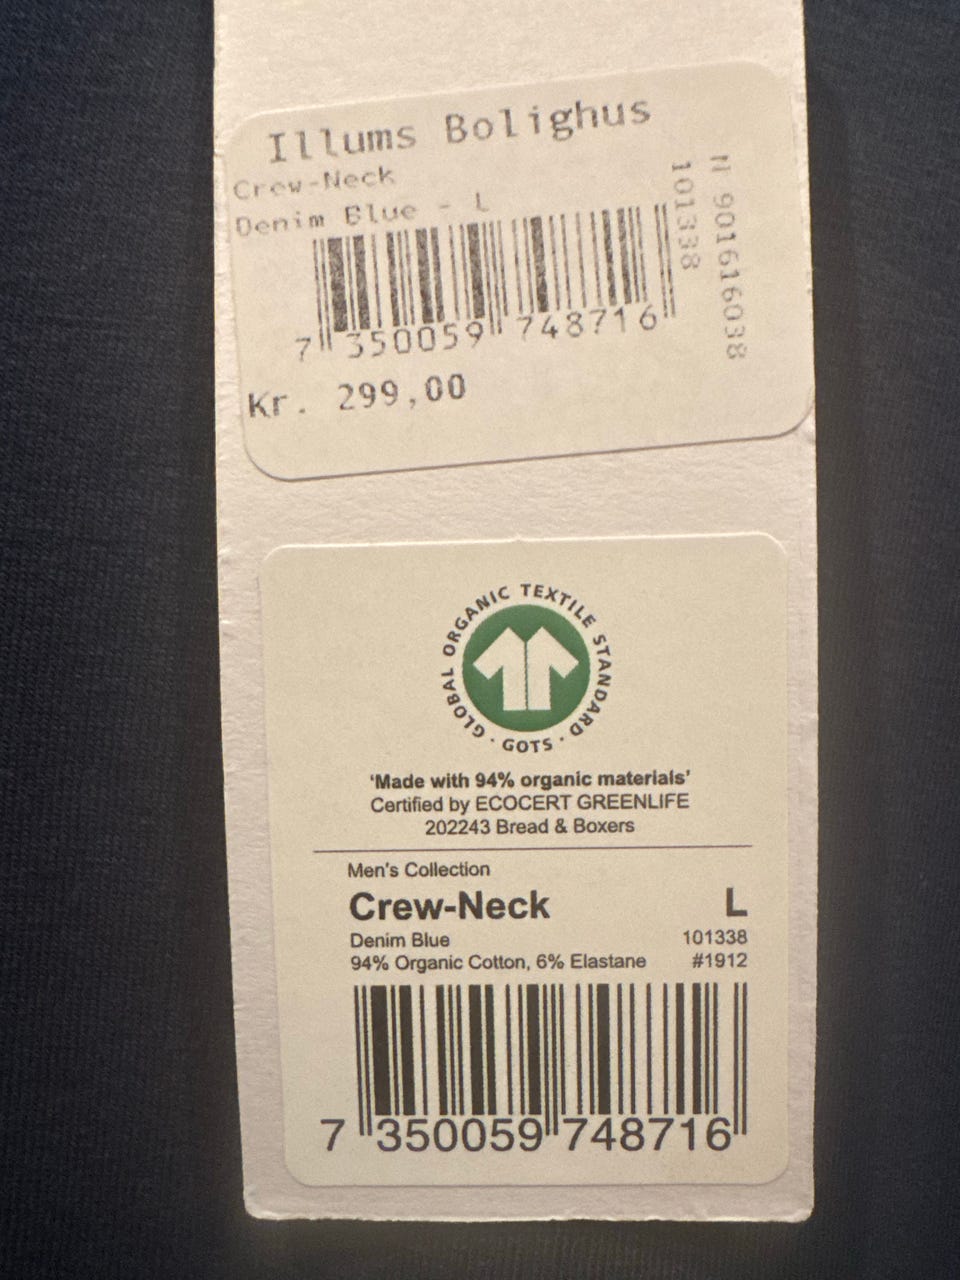 Illums Bolighus
Crew-Neck
Denim Blue - L
7 350059 748716
101338
N 901616038
Kr. 299,00
GLOBAL ORGANIC TEXTILE STANDARD · GOTS ·
'Made with 94% organic materials'
Certified by ECOCERT GREENLIFE
202243 Bread & Boxers
Men's Collection
Crew-Neck L
Denim Blue 101338
94% Organic Cotton, 6% Elastane #1912
7 350059 748716